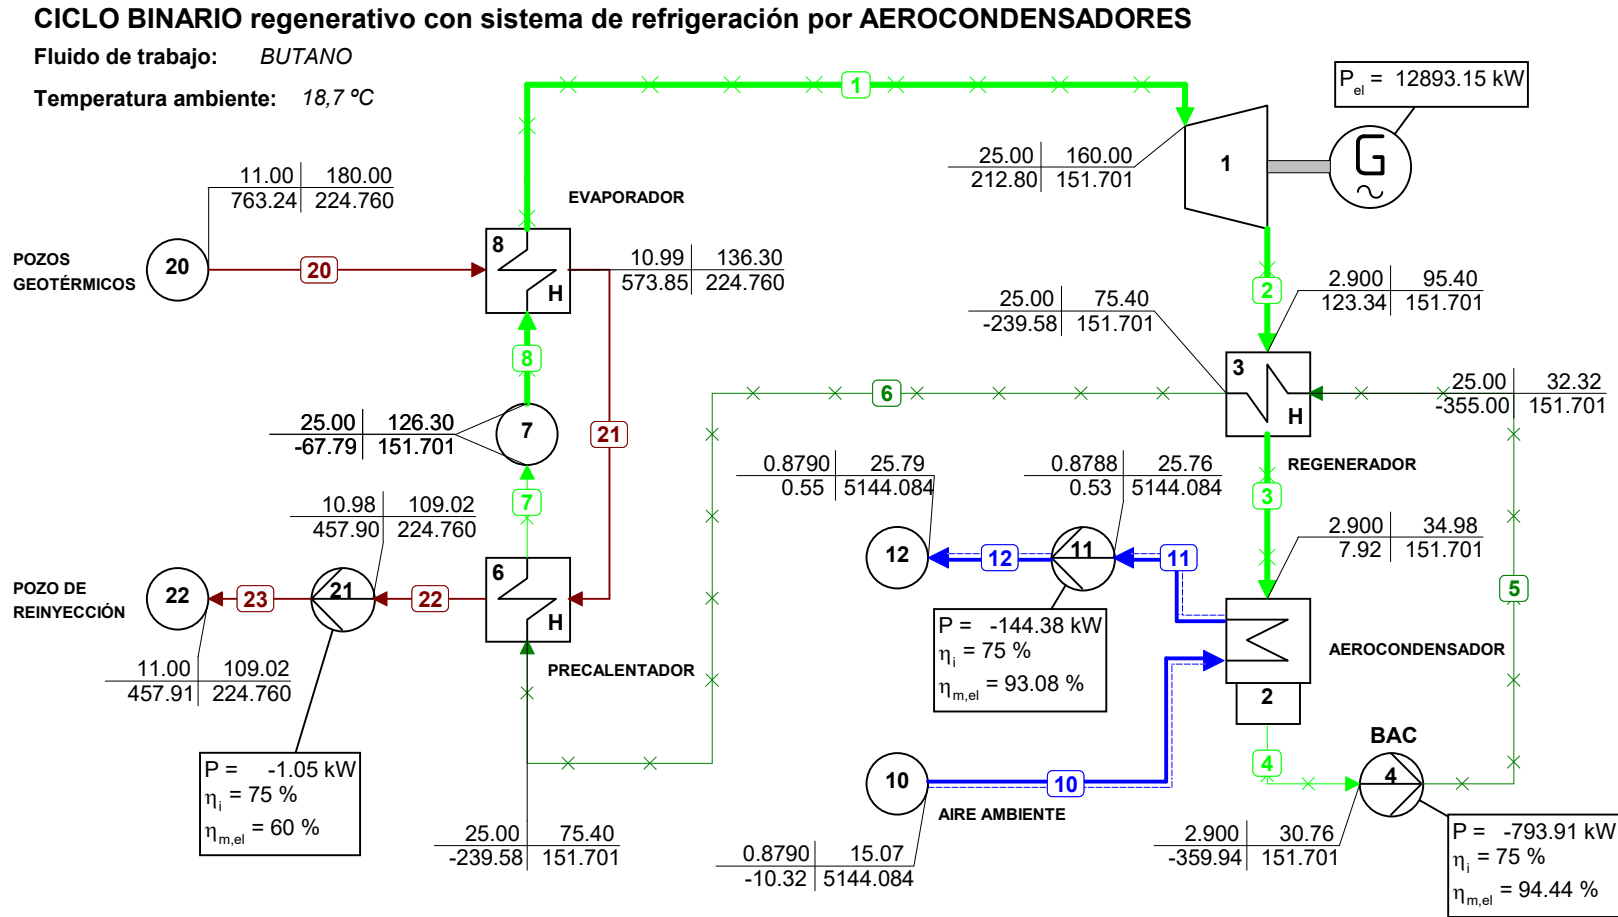 CICLO BINARIO regenerativo con sistema de refrigeración por AEROCONDENSADORES
Fluido de trabajo: BUTANO
Temperatura ambiente: 18,7 ºC
1
P_el = 12893.15 kW
G
25.00 160.00
212.80 151.701
1
11.00 180.00
763.24 224.760
EVAPORADOR
POZOS
GEOTÉRMICOS
20
20
8
H
10.99 136.30
573.85 224.760
2
2.900 95.40
123.34 151.701
25.00 75.40
-239.58 151.701
8
3
H
6
25.00 32.32
-355.00 151.701
25.00 126.30
-67.79 151.701
7
21
REGENERADOR
0.8790 25.79
0.55 5144.084
0.8788 25.76
0.53 5144.084
3
10.98 109.02
457.90 224.760
7
2.900 34.98
7.92 151.701
12
12
11
11
POZO DE
REINYECCIÓN
22
23
21
22
6
H
5
P = -144.38 kW
η_i = 75 %
η_m,el = 93.08 %
AEROCONDENSADOR
PRECALENTADOR
11.00 109.02
457.91 224.760
2
BAC
P = -1.05 kW
η_i = 75 %
η_m,el = 60 %
10
10
AIRE AMBIENTE
4
4
25.00 75.40
-239.58 151.701
0.8790 15.07
-10.32 5144.084
2.900 30.76
-359.94 151.701
P = -793.91 kW
η_i = 75 %
η_m,el = 94.44 %